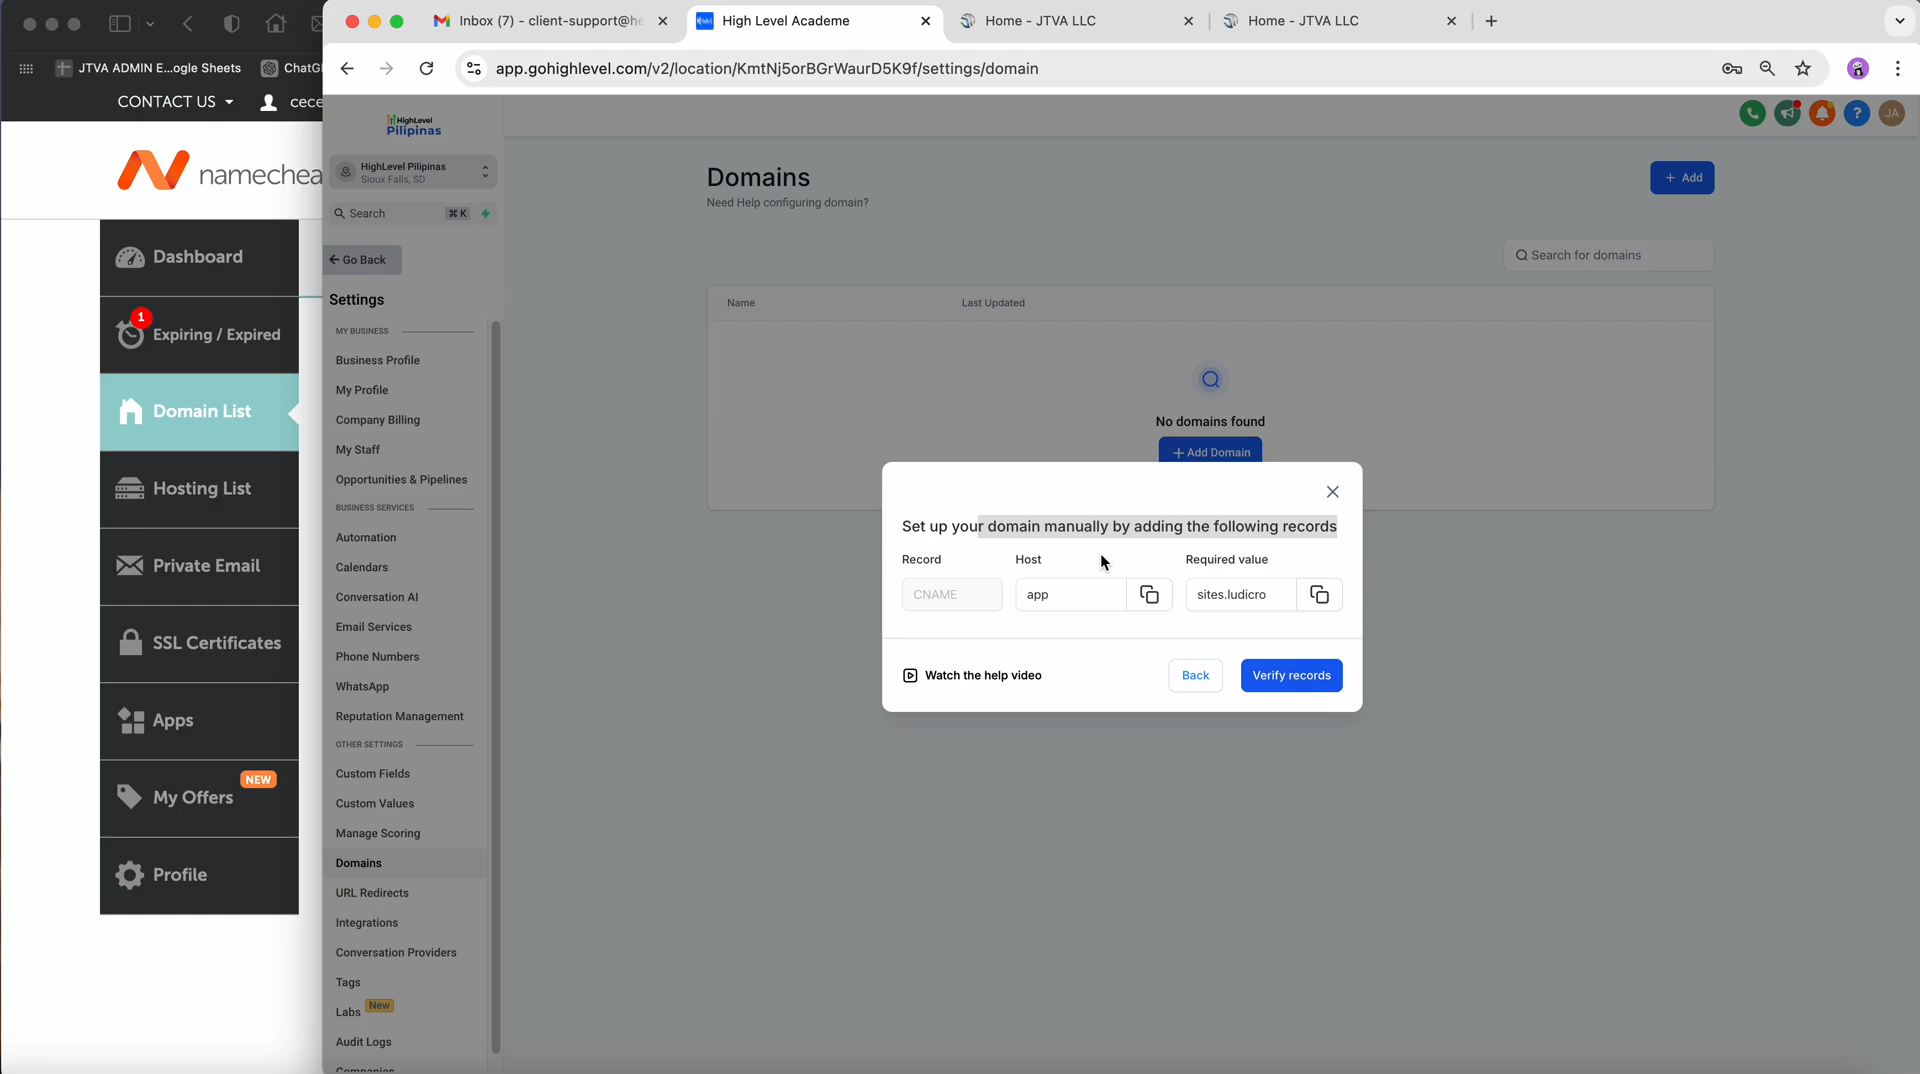 JTVA ADMIN E...ogle Sheets
CONTACT US
cece
Dashboard
1
Expiring / Expired
Domain List
Hosting List
Private Email
SSL Certificates
Apps
NEW
My Offers
Profile
Inbox (7) - client-support@he
High Level Academe
Home - JTVA LLC
Home - JTVA LLC
app.gohighlevel.com/v2/location/KmtNj5orBGrWaurD5K9f/settings/domain
HighLevel
Pilipinas
HighLevel Pilipinas
Sioux Falls, SD
Search
⌘ K
Go Back
Settings
MY BUSINESS
Business Profile
My Profile
Company Billing
My Staff
Opportunities & Pipelines
BUSINESS SERVICES
Automation
Calendars
Conversation AI
Email Services
Phone Numbers
WhatsApp
Reputation Management
OTHER SETTINGS
Custom Fields
Custom Values
Manage Scoring
Domains
URL Redirects
Integrations
Conversation Providers
Tags
Labs New
Audit Logs
JA
Domains
Need Help configuring domain?
+ Add
Search for domains
Name Last Updated
No domains found
+ Add Domain
Set up your domain manually by adding the following records
Record Host Required value
CNAME app sites.ludicro
Watch the help video
Back
Verify records